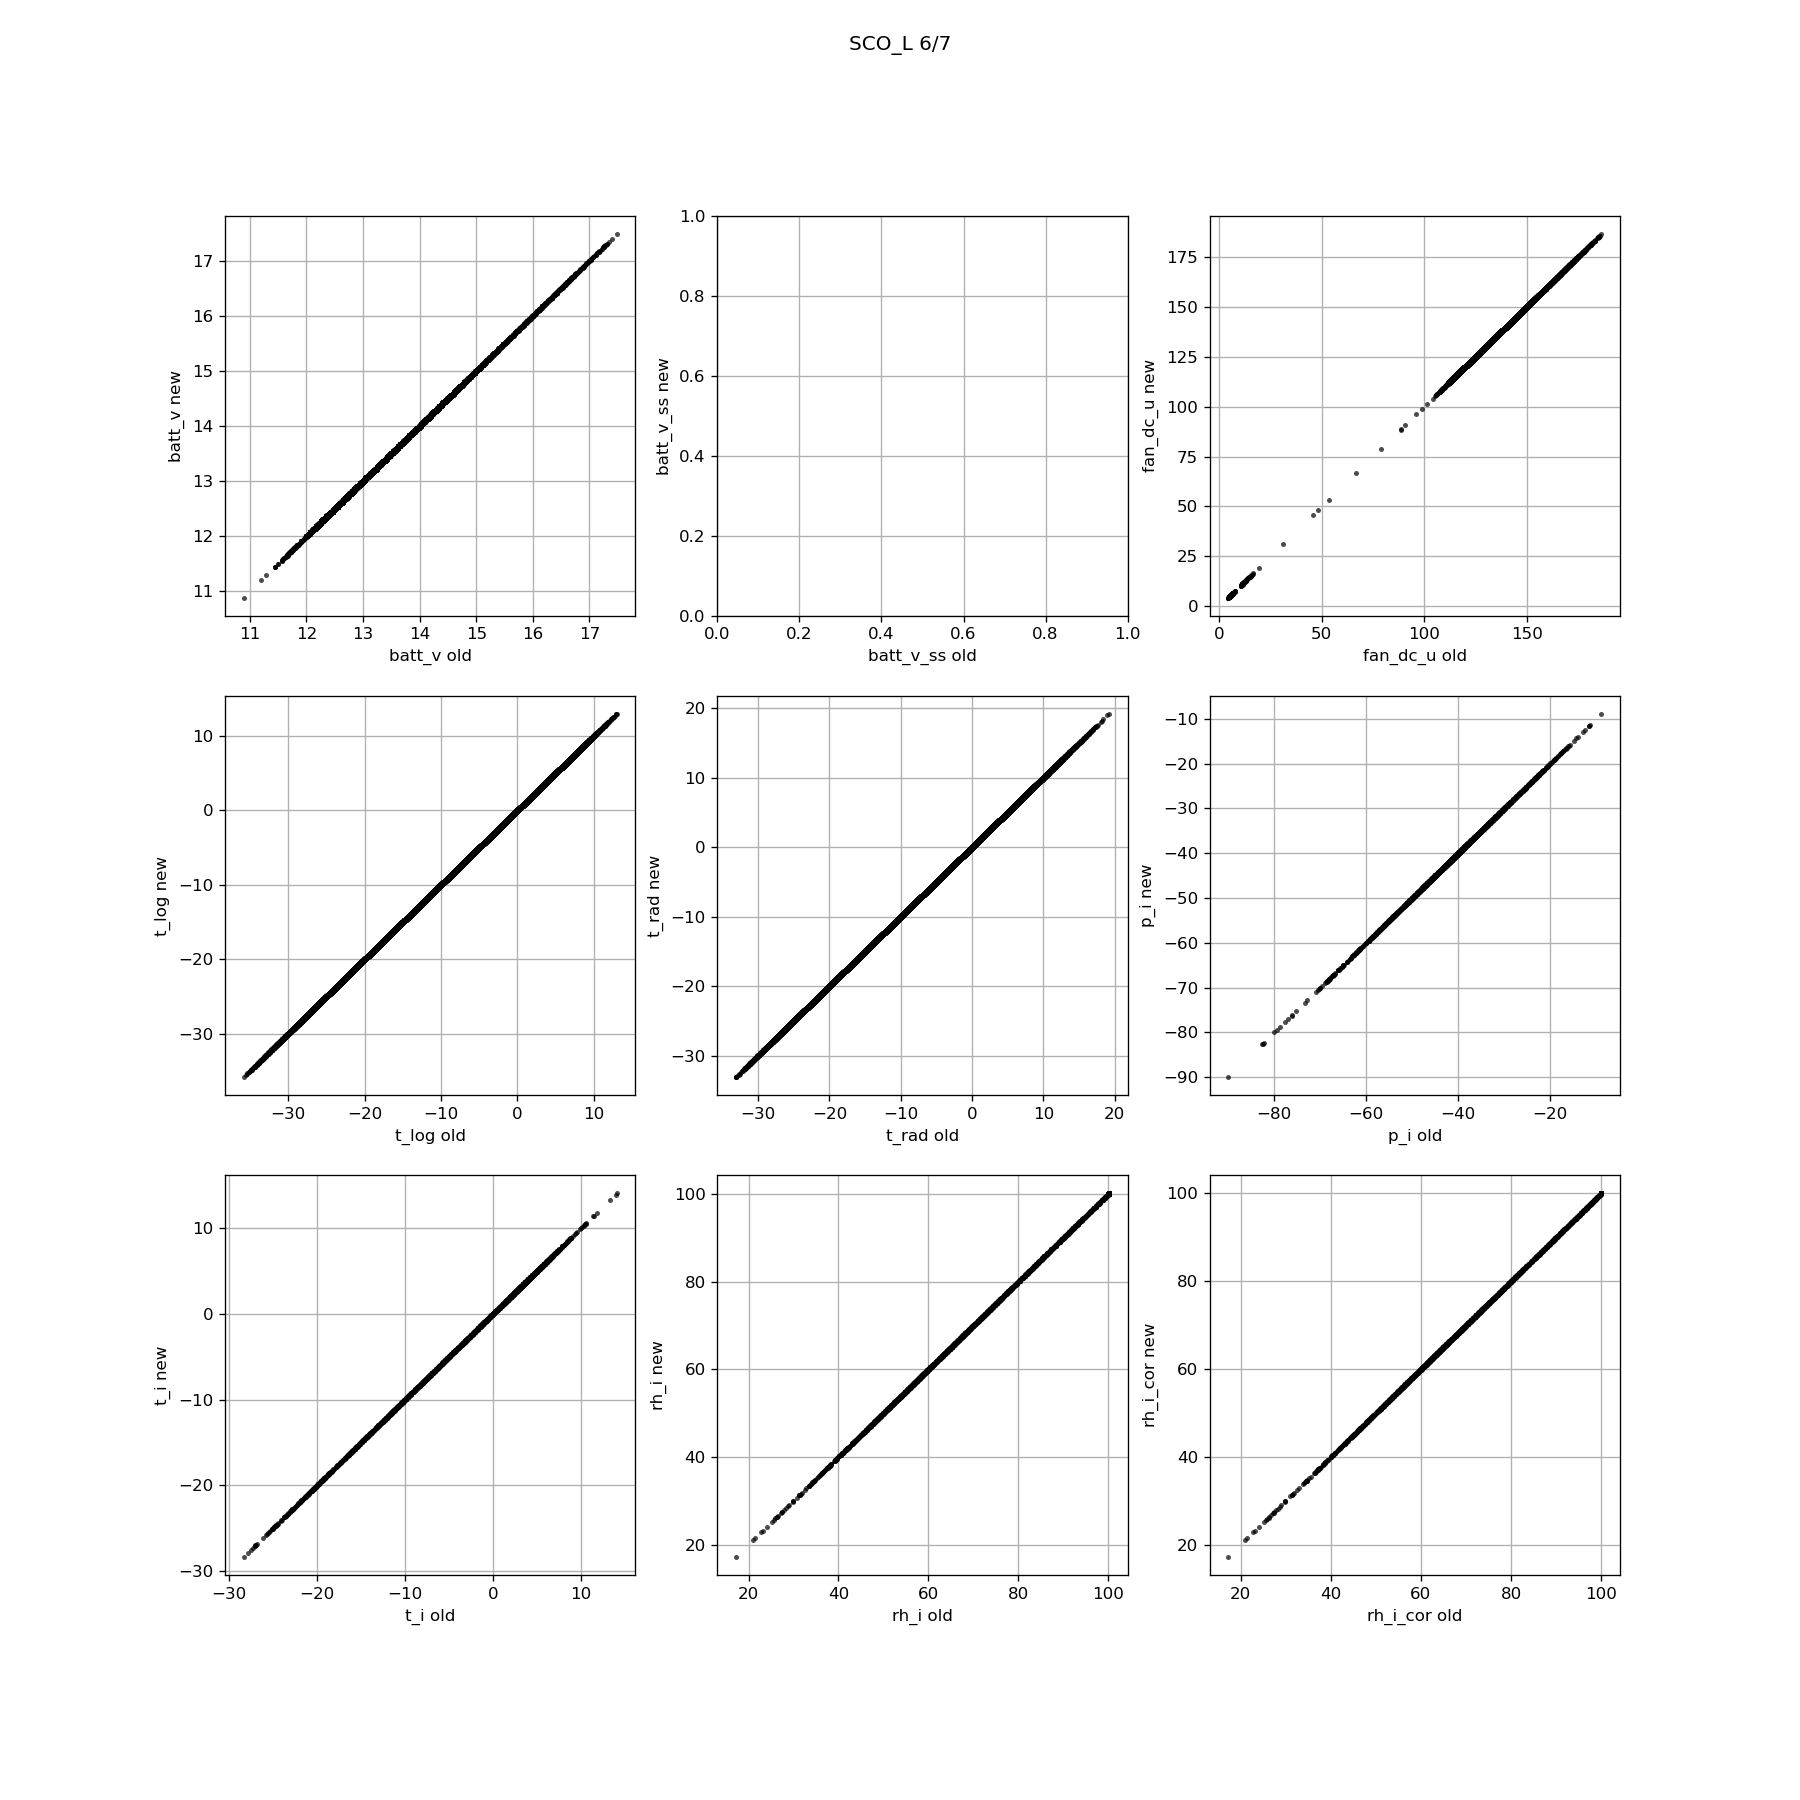 SCO_L 6/7
batt_v new
17
16
15
14
13
12
11
11 12 13 14 15 16 17
batt_v old
batt_v_ss new
1.0
0.8
0.6
0.4
0.2
0.0
0.0 0.2 0.4 0.6 0.8 1.0
batt_v_ss old
fan_dc_u new
175
150
125
100
75
50
25
0
0 50 100 150
fan_dc_u old
t_log new
10
0
−10
−20
−30
−30 −20 −10 0 10
t_log old
t_rad new
20
10
0
−10
−20
−30
−30 −20 −10 0 10 20
t_rad old
p_i new
−10
−20
−30
−40
−50
−60
−70
−80
−90
−80 −60 −40 −20
p_i old
t_i new
10
0
−10
−20
−30
−30 −20 −10 0 10
t_i old
rh_i new
100
80
60
40
20
20 40 60 80 100
rh_i old
rh_i_cor new
100
80
60
40
20
20 40 60 80 100
rh_i_cor old